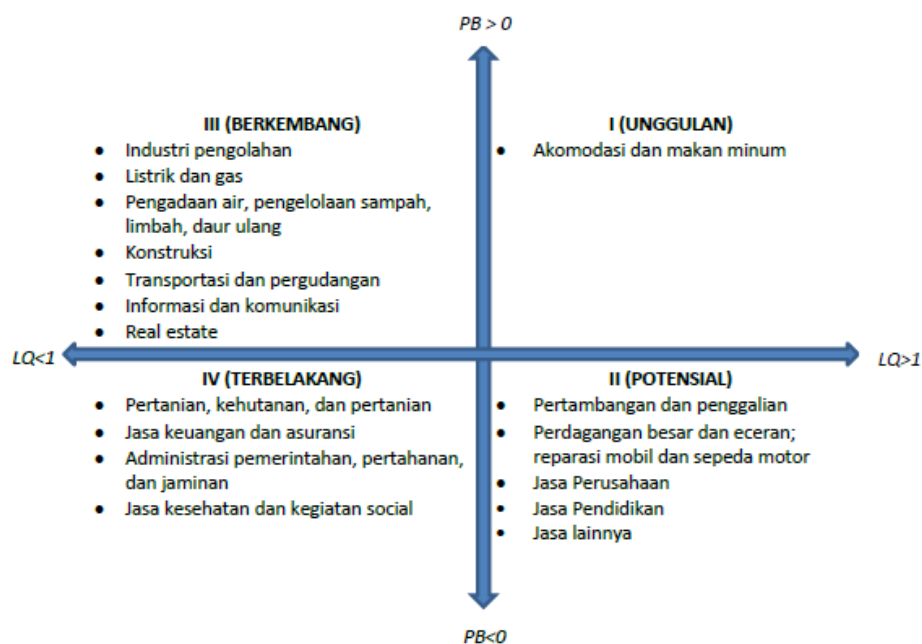 PB > 0
III (BERKEMBANG)
• Industri pengolahan
• Listrik dan gas
• Pengadaan air, pengelolaan sampah,
limbah, daur ulang
• Konstruksi
• Transportasi dan pergudangan
• Informasi dan komunikasi
• Real estate
I (UNGGULAN)
• Akomodasi dan makan minum
LQ<1
LQ>1
IV (TERBELAKANG)
• Pertanian, kehutanan, dan pertanian
• Jasa keuangan dan asuransi
• Administrasi pemerintahan, pertahanan,
dan jaminan
• Jasa kesehatan dan kegiatan social
II (POTENSIAL)
• Pertambangan dan penggalian
• Perdagangan besar dan eceran;
reparasi mobil dan sepeda motor
• Jasa Perusahaan
• Jasa Pendidikan
• Jasa lainnya
PB<0